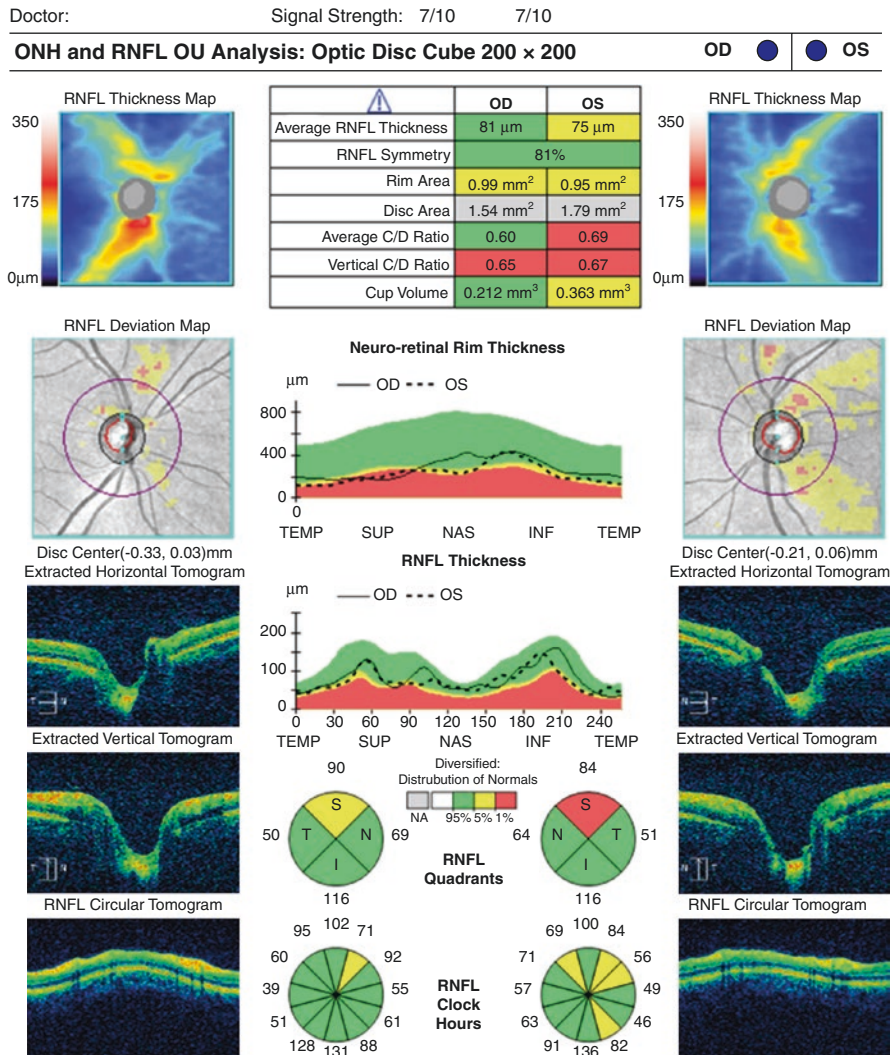 Doctor: Signal Strength: 7/10 7/10
ONH and RNFL OU Analysis: Optic Disc Cube 200 × 200 OD OS
RNFL Thickness Map
350
175
0µm
OD OS
Average RNFL Thickness 81 µm 75 µm
RNFL Symmetry 81%
Rim Area 0.99 mm² 0.95 mm²
Disc Area 1.54 mm² 1.79 mm²
Average C/D Ratio 0.60 0.69
Vertical C/D Ratio 0.65 0.67
Cup Volume 0.212 mm³ 0.363 mm³
RNFL Thickness Map
350
175
0µm
RNFL Deviation Map
Disc Center(-0.33, 0.03)mm
Neuro-retinal Rim Thickness
µm OD OS
800
400
0
0
TEMP SUP NAS INF TEMP
RNFL Deviation Map
Disc Center(-0.21, 0.06)mm
Extracted Horizontal Tomogram
T N
RNFL Thickness
µm OD OS
200
100
0
0 30 60 90 120 150 180 210 240
TEMP SUP NAS INF TEMP
Extracted Horizontal Tomogram
T
Extracted Vertical Tomogram
Diversified:
Distrubution of Normals
NA 95% 5% 1%
Extracted Vertical Tomogram
90
S
50 T N 69
I
116
RNFL
Quadrants
84
S
64 N T 51
I
116
RNFL Circular Tomogram
102
95 71
60 92
39 55
51 61
128 88
131
RNFL
Clock
Hours
100
69 84
71 56
57 49
63 46
91 82
136
RNFL Circular Tomogram